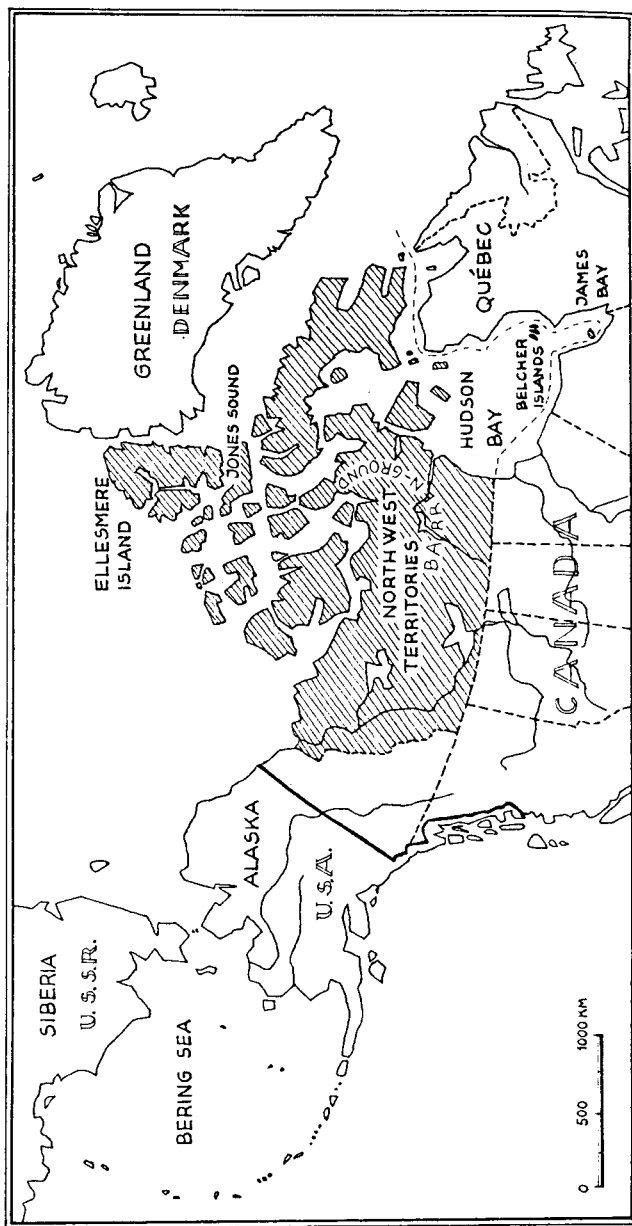 SIBERIA
U.S.S.R.
BERING SEA
ALASKA
U.S.A.
ELLESMERE
ISLAND
GREENLAND
DENMARK
JONES SOUND
NORTH WEST
TERRITORIES
BARR N GROUND
HUDSON
BAY
BELCHER
ISLANDS
QUÉBEC
JAMES
BAY
CANADA
0 500 1000 KM